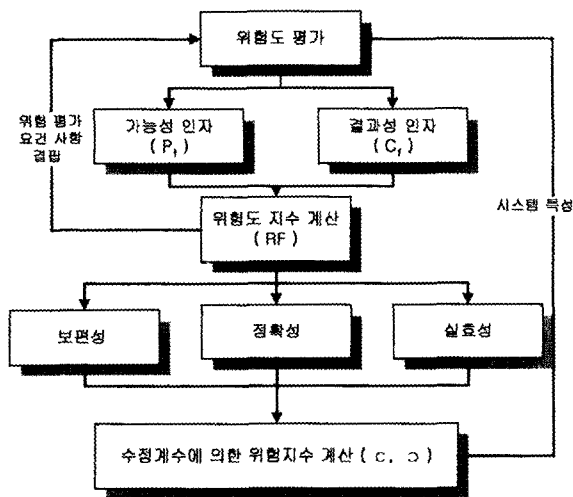 위험도 평가
위험 평가
요건 사항
결핍
가능성 인자
( P_f )
결과성 인자
( C_f )
시스템 특성
위험도 지수 계산
( RF )
보편성
정확성
실효성
수정계수에 의한 위험지수 계산 ( c, ɔ )